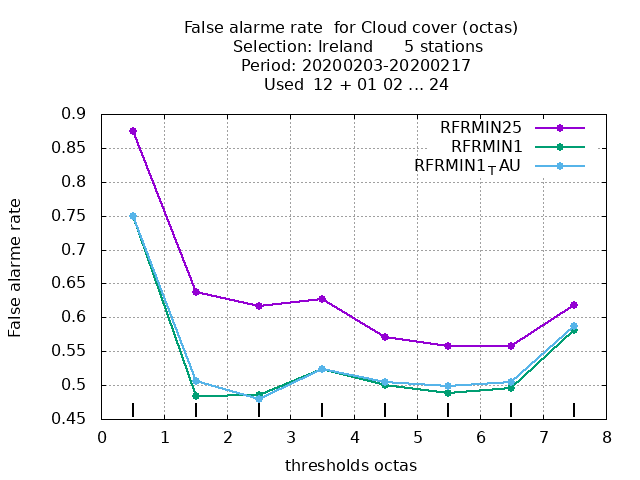 False alarme rate  for Cloud cover (octas)
Selection: Ireland      5 stations
Period: 20200203-20200217
Used  12 + 01 02 ... 24
RFRMIN25
RFRMIN1
RFRMIN1TAU
False alarme rate
0.9
0.85
0.8
0.75
0.7
0.65
0.6
0.55
0.5
0.45
0 1 2 3 4 5 6 7 8
thresholds octas